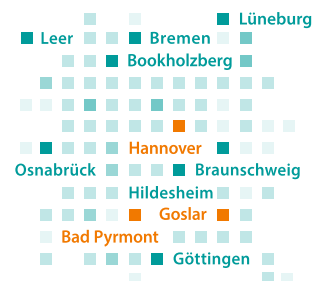 Lüneburg
Leer Bremen
Bookholzberg
Hannover
Osnabrück Braunschweig
Hildesheim
Goslar
Bad Pyrmont
Göttingen